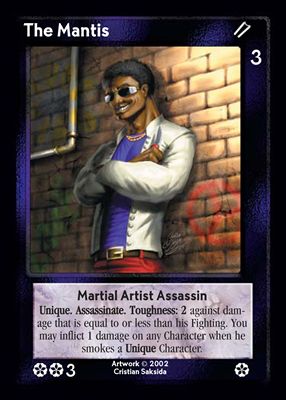 The Mantis
3
Martial Artist Assassin
Unique. Assassinate. Toughness: 2 against dam-
age that is equal to or less than his Fighting. You
may inflict 1 damage on any Character when he
smokes a Unique Character.
Artwork © 2002
Cristian Saksida
3